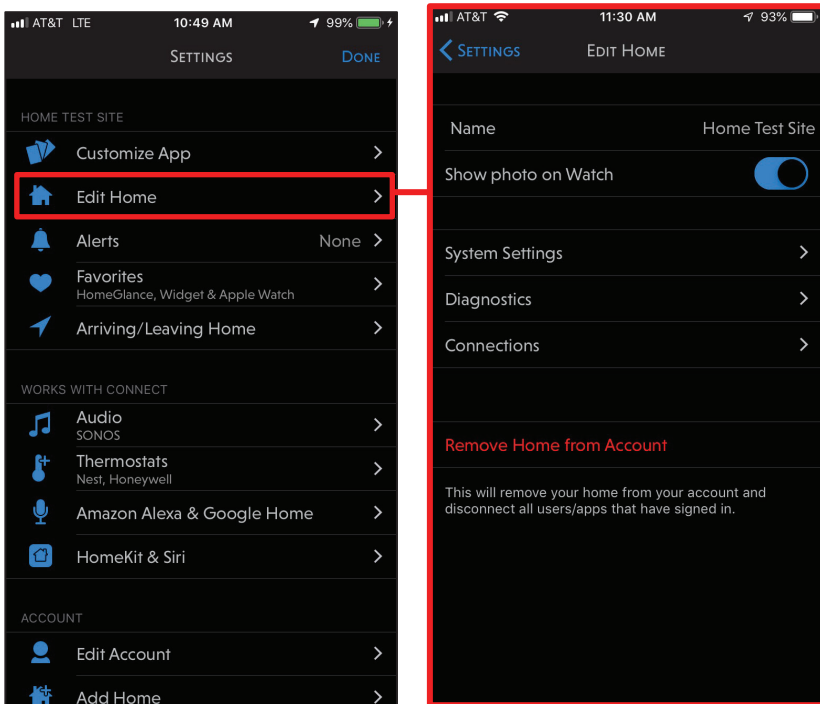 AT&T LTE 10:49 AM 99%
SETTINGS DONE
HOME TEST SITE
Customize App
Edit Home
Alerts None
Favorites
HomeGlance, Widget & Apple Watch
Arriving/Leaving Home
WORKS WITH CONNECT
Audio
SONOS
Thermostats
Nest, Honeywell
Amazon Alexa & Google Home
HomeKit & Siri
ACCOUNT
Edit Account
Add Home
AT&T 11:30 AM 93%
SETTINGS EDIT HOME
Name Home Test Site
Show photo on Watch
System Settings
Diagnostics
Connections
Remove Home from Account
This will remove your home from your account and
disconnect all users/apps that have signed in.